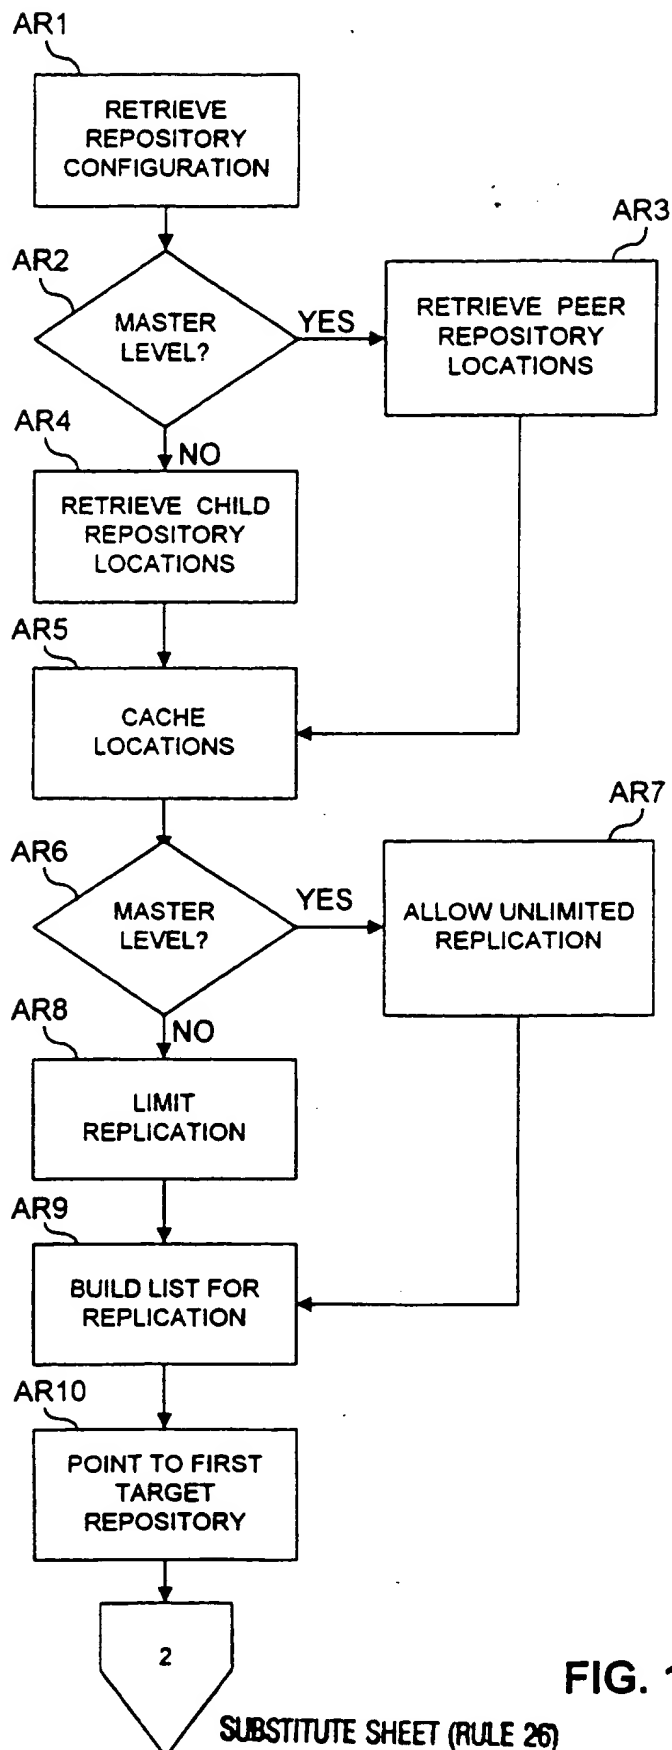 AR1
RETRIEVE
REPOSITORY
CONFIGURATION
AR2
MASTER
LEVEL?
YES
AR3
RETRIEVE PEER
REPOSITORY
LOCATIONS
NO
AR4
RETRIEVE CHILD
REPOSITORY
LOCATIONS
AR5
CACHE
LOCATIONS
AR6
MASTER
LEVEL?
YES
AR7
ALLOW UNLIMITED
REPLICATION
NO
AR8
LIMIT
REPLICATION
AR9
BUILD LIST FOR
REPLICATION
AR10
POINT TO FIRST
TARGET
REPOSITORY
2
FIG.
SUBSTITUTE SHEET (RULE 26)